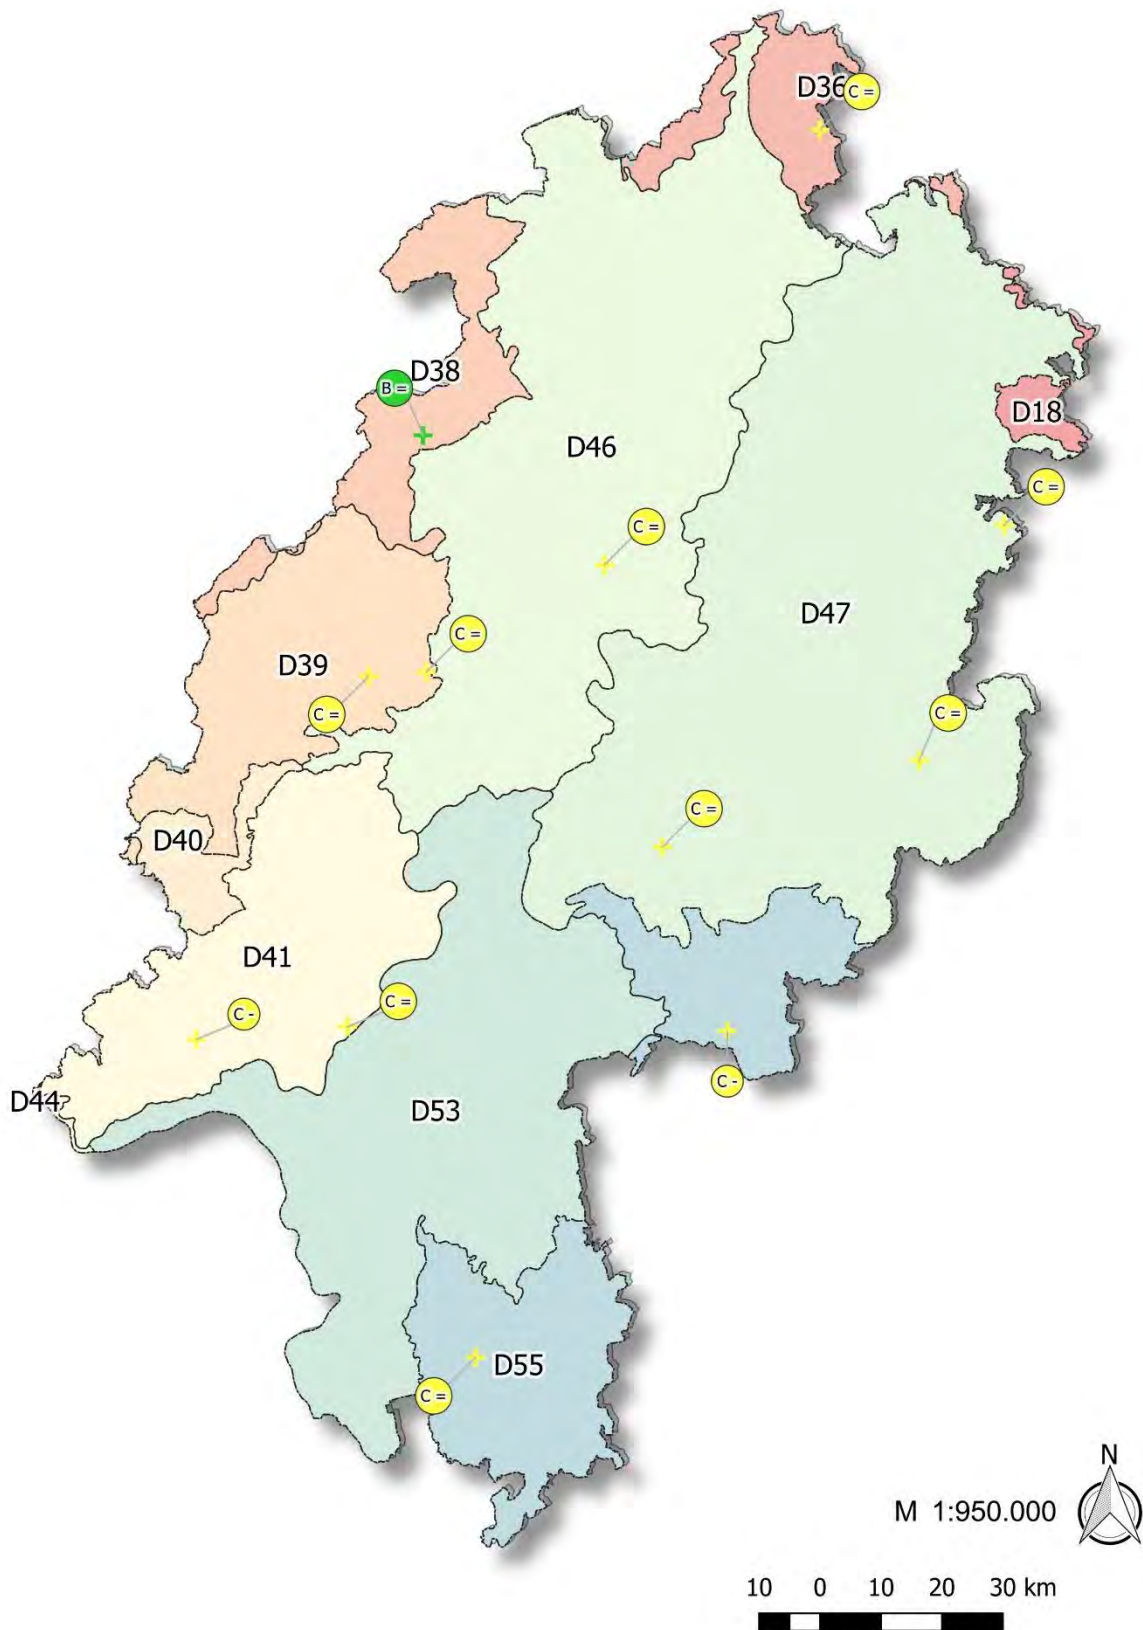 D36
C =
D38
B =
D18
D46
C =
C =
D47
C =
D39
C =
C =
C =
D40
D41
C =
C -
C -
D44
D53
D55
C =
N
M 1:950.000
10 0 10 20 30 km